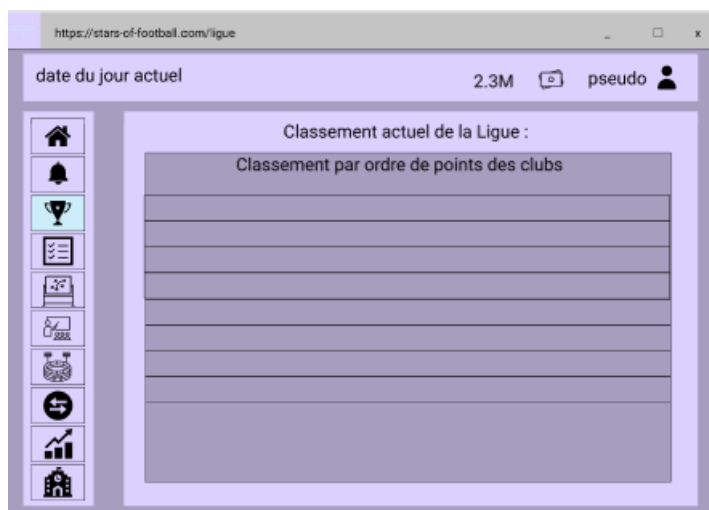 https://stars-of-football.com/ligue
date du jour actuel
2.3M
pseudo
Classement actuel de la Ligue :
Classement par ordre de points des clubs